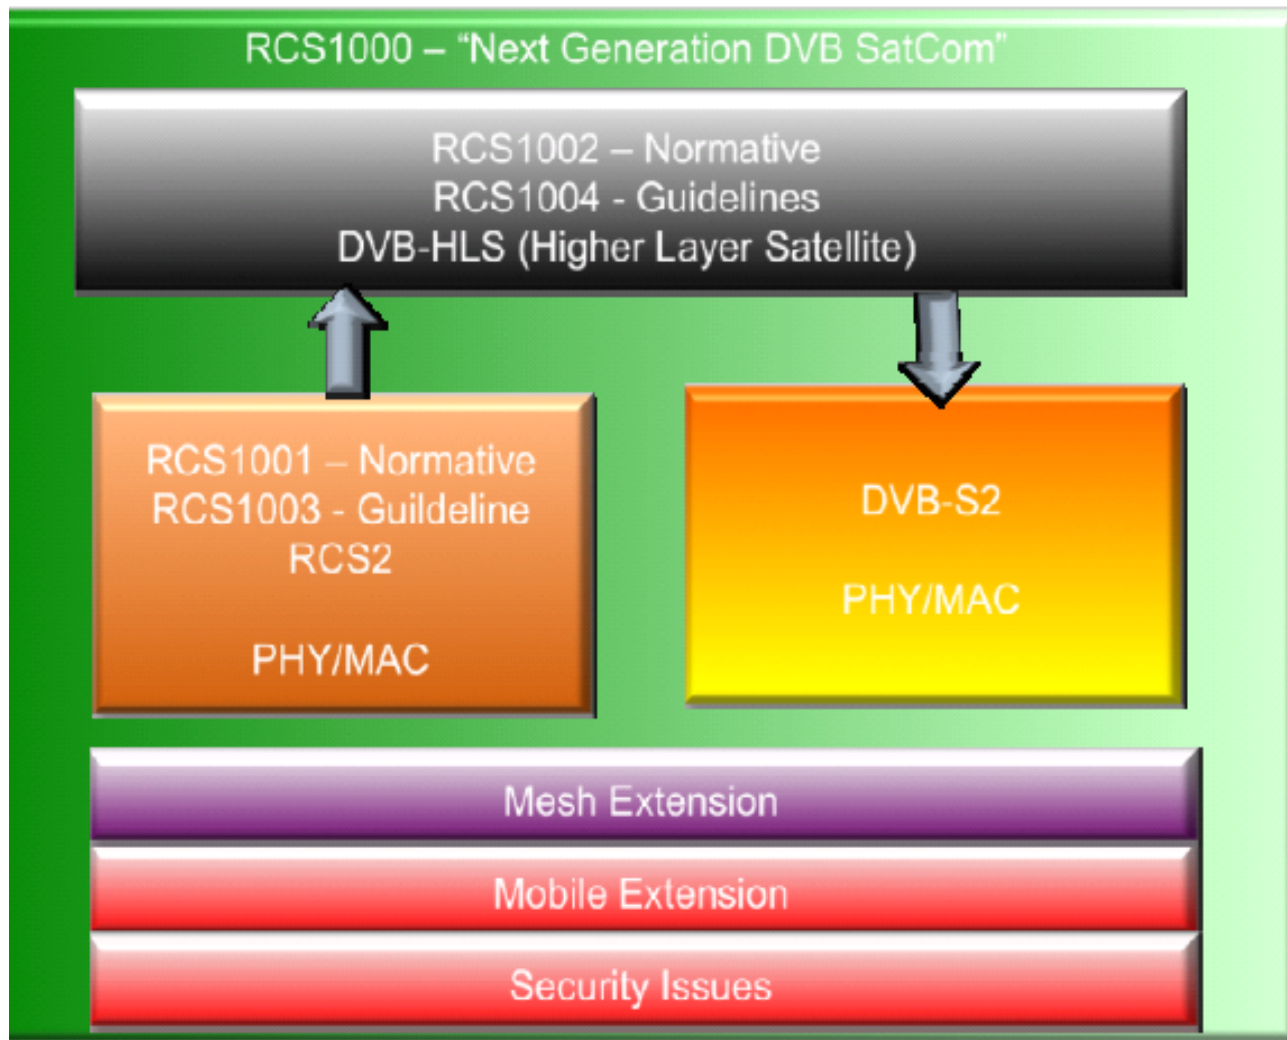 RCS1000 – “Next Generation DVB SatCom”
RCS1002 – Normative
RCS1004 - Guidelines
DVB-HLS (Higher Layer Satellite)
RCS1001 – Normative
RCS1003 - Guildeline
RCS2
PHY/MAC
DVB-S2
PHY/MAC
Mesh Extension
Mobile Extension
Security Issues